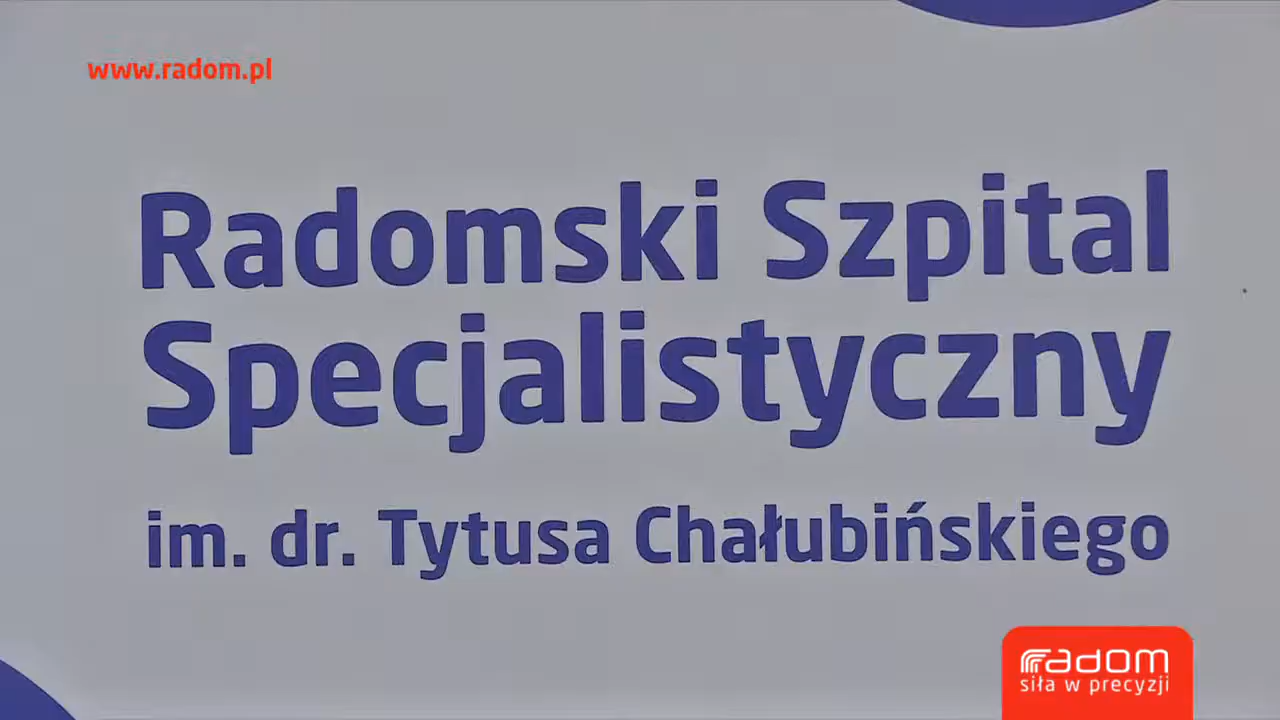 www.radom.pl
Radomski Szpital
Specjalistyczny
im. dr. Tytusa Chałubińskiego
radom
siła w precyzji